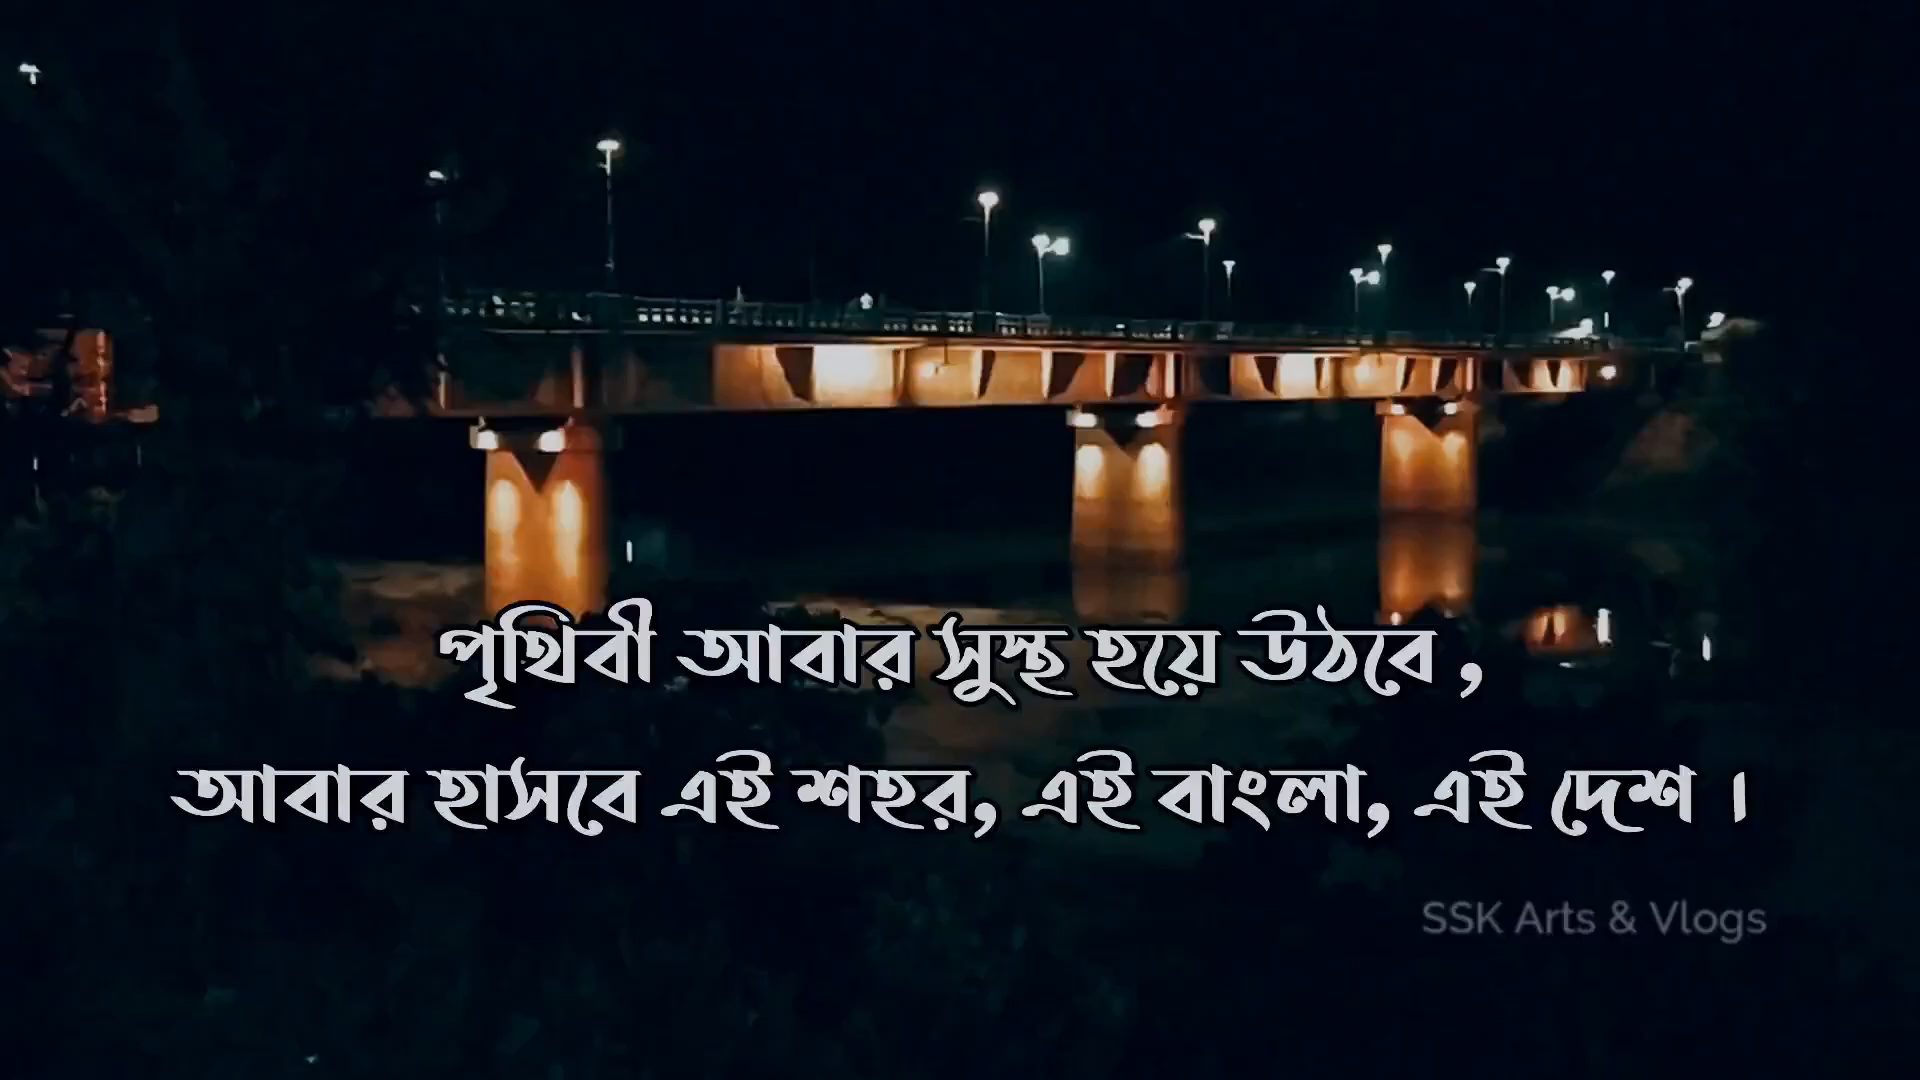 পৃথিবী আবার সুস্থ হয়ে উঠবে ,
আবার হাসবে এই শহর, এই বাংলা, এই দেশ ।
SSK Arts & Vlogs